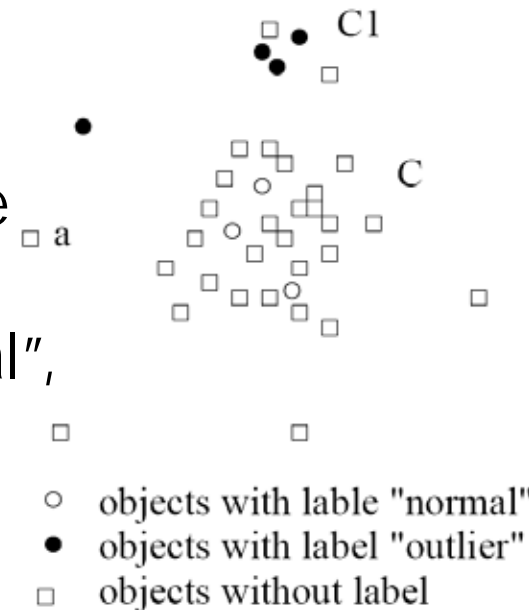 C1
C
e
a
l",
objects with lable "normal"
objects with label "outlier"
objects without label